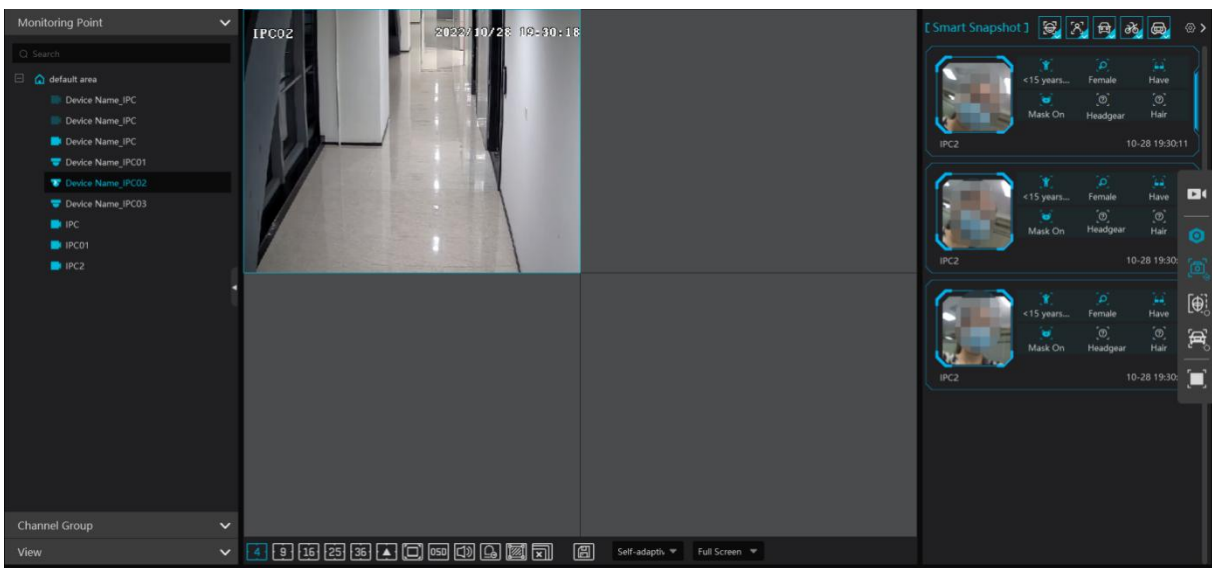 Monitoring Point
Search
default area
Device Name_IPC
Device Name_IPC
Device Name_IPC
Device Name_IPC01
Device Name_IPC02
Device Name_IPC03
IPC
IPC01
IPC2
Channel Group
View
IPC02 2022/10/28 19:30:18
4 9 16 25 36 OSD Self-adaptiv Full Screen
[ Smart Snapshot ]
<15 years... Female Have
Mask On Headgear Hair
IPC2 10-28 19:30:11
<15 years... Female Have
Mask On Headgear Hair
IPC2 10-28 19:30:
<15 years... Female Have
Mask On Headgear Hair
IPC2 10-28 19:30: